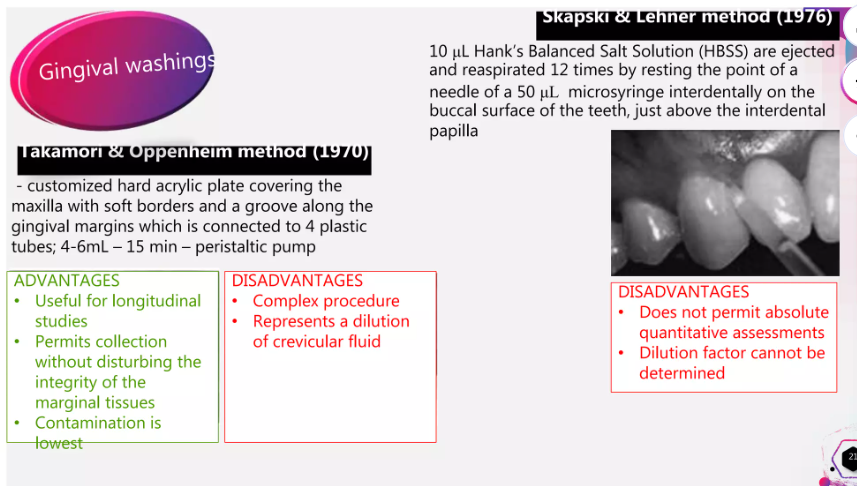 Gingival washings
Takamori & Oppenheim method (1970)
- customized hard acrylic plate covering the
maxilla with soft borders and a groove along the
gingival margins which is connected to 4 plastic
tubes; 4-6mL – 15 min – peristaltic pump
ADVANTAGES
• Useful for longitudinal
studies
• Permits collection
without disturbing the
integrity of the
marginal tissues
• Contamination is
lowest
DISADVANTAGES
• Complex procedure
• Represents a dilution
of crevicular fluid
Skapski & Lehner method (1976)
10 µL Hank’s Balanced Salt Solution (HBSS) are ejected
and reaspirated 12 times by resting the point of a
needle of a 50 µL microsyringe interdentally on the
buccal surface of the teeth, just above the interdental
papilla
DISADVANTAGES
• Does not permit absolute
quantitative assessments
• Dilution factor cannot be
determined
21